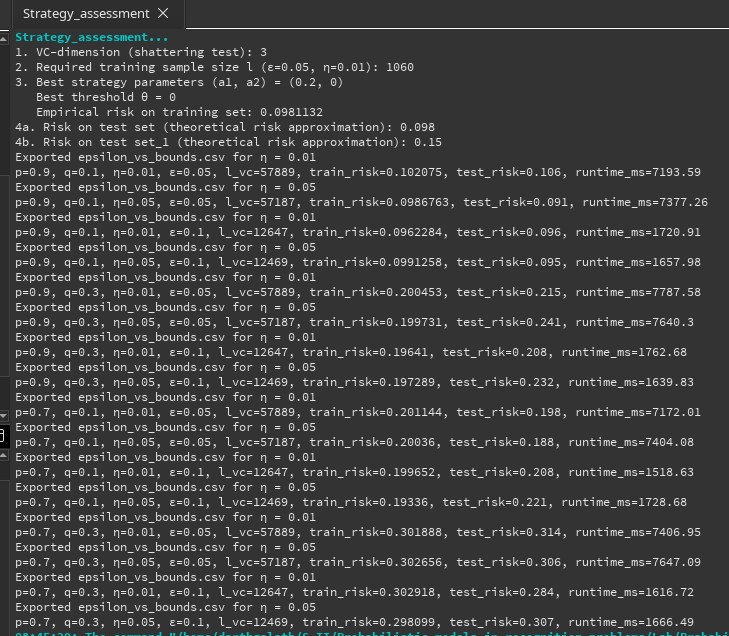 Strategy_assessment
Strategy_assessment...
1. VC-dimension (shattering test): 3
2. Required training sample size l (ε=0.05, η=0.01): 1060
3. Best strategy parameters (a1, a2) = (0.2, 0)
Best threshold θ = 0
Empirical risk on training set: 0.0981132
4a. Risk on test set (theoretical risk approximation): 0.098
4b. Risk on test set_1 (theoretical risk approximation): 0.15
Exported epsilon_vs_bounds.csv for η = 0.01
p=0.9, q=0.1, η=0.01, ε=0.05, l_vc=57889, train_risk=0.102075, test_risk=0.106, runtime_ms=7193.59
Exported epsilon_vs_bounds.csv for η = 0.05
p=0.9, q=0.1, η=0.05, ε=0.05, l_vc=57187, train_risk=0.0986763, test_risk=0.091, runtime_ms=7377.26
Exported epsilon_vs_bounds.csv for η = 0.01
p=0.9, q=0.1, η=0.01, ε=0.1, l_vc=12647, train_risk=0.0962284, test_risk=0.096, runtime_ms=1720.91
Exported epsilon_vs_bounds.csv for η = 0.05
p=0.9, q=0.1, η=0.05, ε=0.1, l_vc=12469, train_risk=0.0991258, test_risk=0.095, runtime_ms=1657.98
Exported epsilon_vs_bounds.csv for η = 0.01
p=0.9, q=0.3, η=0.01, ε=0.05, l_vc=57889, train_risk=0.200453, test_risk=0.215, runtime_ms=7787.58
Exported epsilon_vs_bounds.csv for η = 0.05
p=0.9, q=0.3, η=0.05, ε=0.05, l_vc=57187, train_risk=0.199731, test_risk=0.241, runtime_ms=7640.3
Exported epsilon_vs_bounds.csv for η = 0.01
p=0.9, q=0.3, η=0.01, ε=0.1, l_vc=12647, train_risk=0.19641, test_risk=0.208, runtime_ms=1762.68
Exported epsilon_vs_bounds.csv for η = 0.05
p=0.9, q=0.3, η=0.05, ε=0.1, l_vc=12469, train_risk=0.197289, test_risk=0.232, runtime_ms=1639.83
Exported epsilon_vs_bounds.csv for η = 0.01
p=0.7, q=0.1, η=0.01, ε=0.05, l_vc=57889, train_risk=0.201144, test_risk=0.198, runtime_ms=7172.01
Exported epsilon_vs_bounds.csv for η = 0.05
p=0.7, q=0.1, η=0.05, ε=0.05, l_vc=57187, train_risk=0.20036, test_risk=0.188, runtime_ms=7404.08
Exported epsilon_vs_bounds.csv for η = 0.01
p=0.7, q=0.1, η=0.01, ε=0.1, l_vc=12647, train_risk=0.199652, test_risk=0.208, runtime_ms=1518.63
Exported epsilon_vs_bounds.csv for η = 0.05
p=0.7, q=0.1, η=0.05, ε=0.1, l_vc=12469, train_risk=0.19336, test_risk=0.221, runtime_ms=1728.68
Exported epsilon_vs_bounds.csv for η = 0.01
p=0.7, q=0.3, η=0.01, ε=0.05, l_vc=57889, train_risk=0.301888, test_risk=0.314, runtime_ms=7406.95
Exported epsilon_vs_bounds.csv for η = 0.05
p=0.7, q=0.3, η=0.05, ε=0.05, l_vc=57187, train_risk=0.302656, test_risk=0.306, runtime_ms=7647.09
Exported epsilon_vs_bounds.csv for η = 0.01
p=0.7, q=0.3, η=0.01, ε=0.1, l_vc=12647, train_risk=0.302918, test_risk=0.284, runtime_ms=1616.72
Exported epsilon_vs_bounds.csv for η = 0.05
p=0.7, q=0.3, η=0.05, ε=0.1, l_vc=12469, train_risk=0.298099, test_risk=0.307, runtime_ms=1666.49